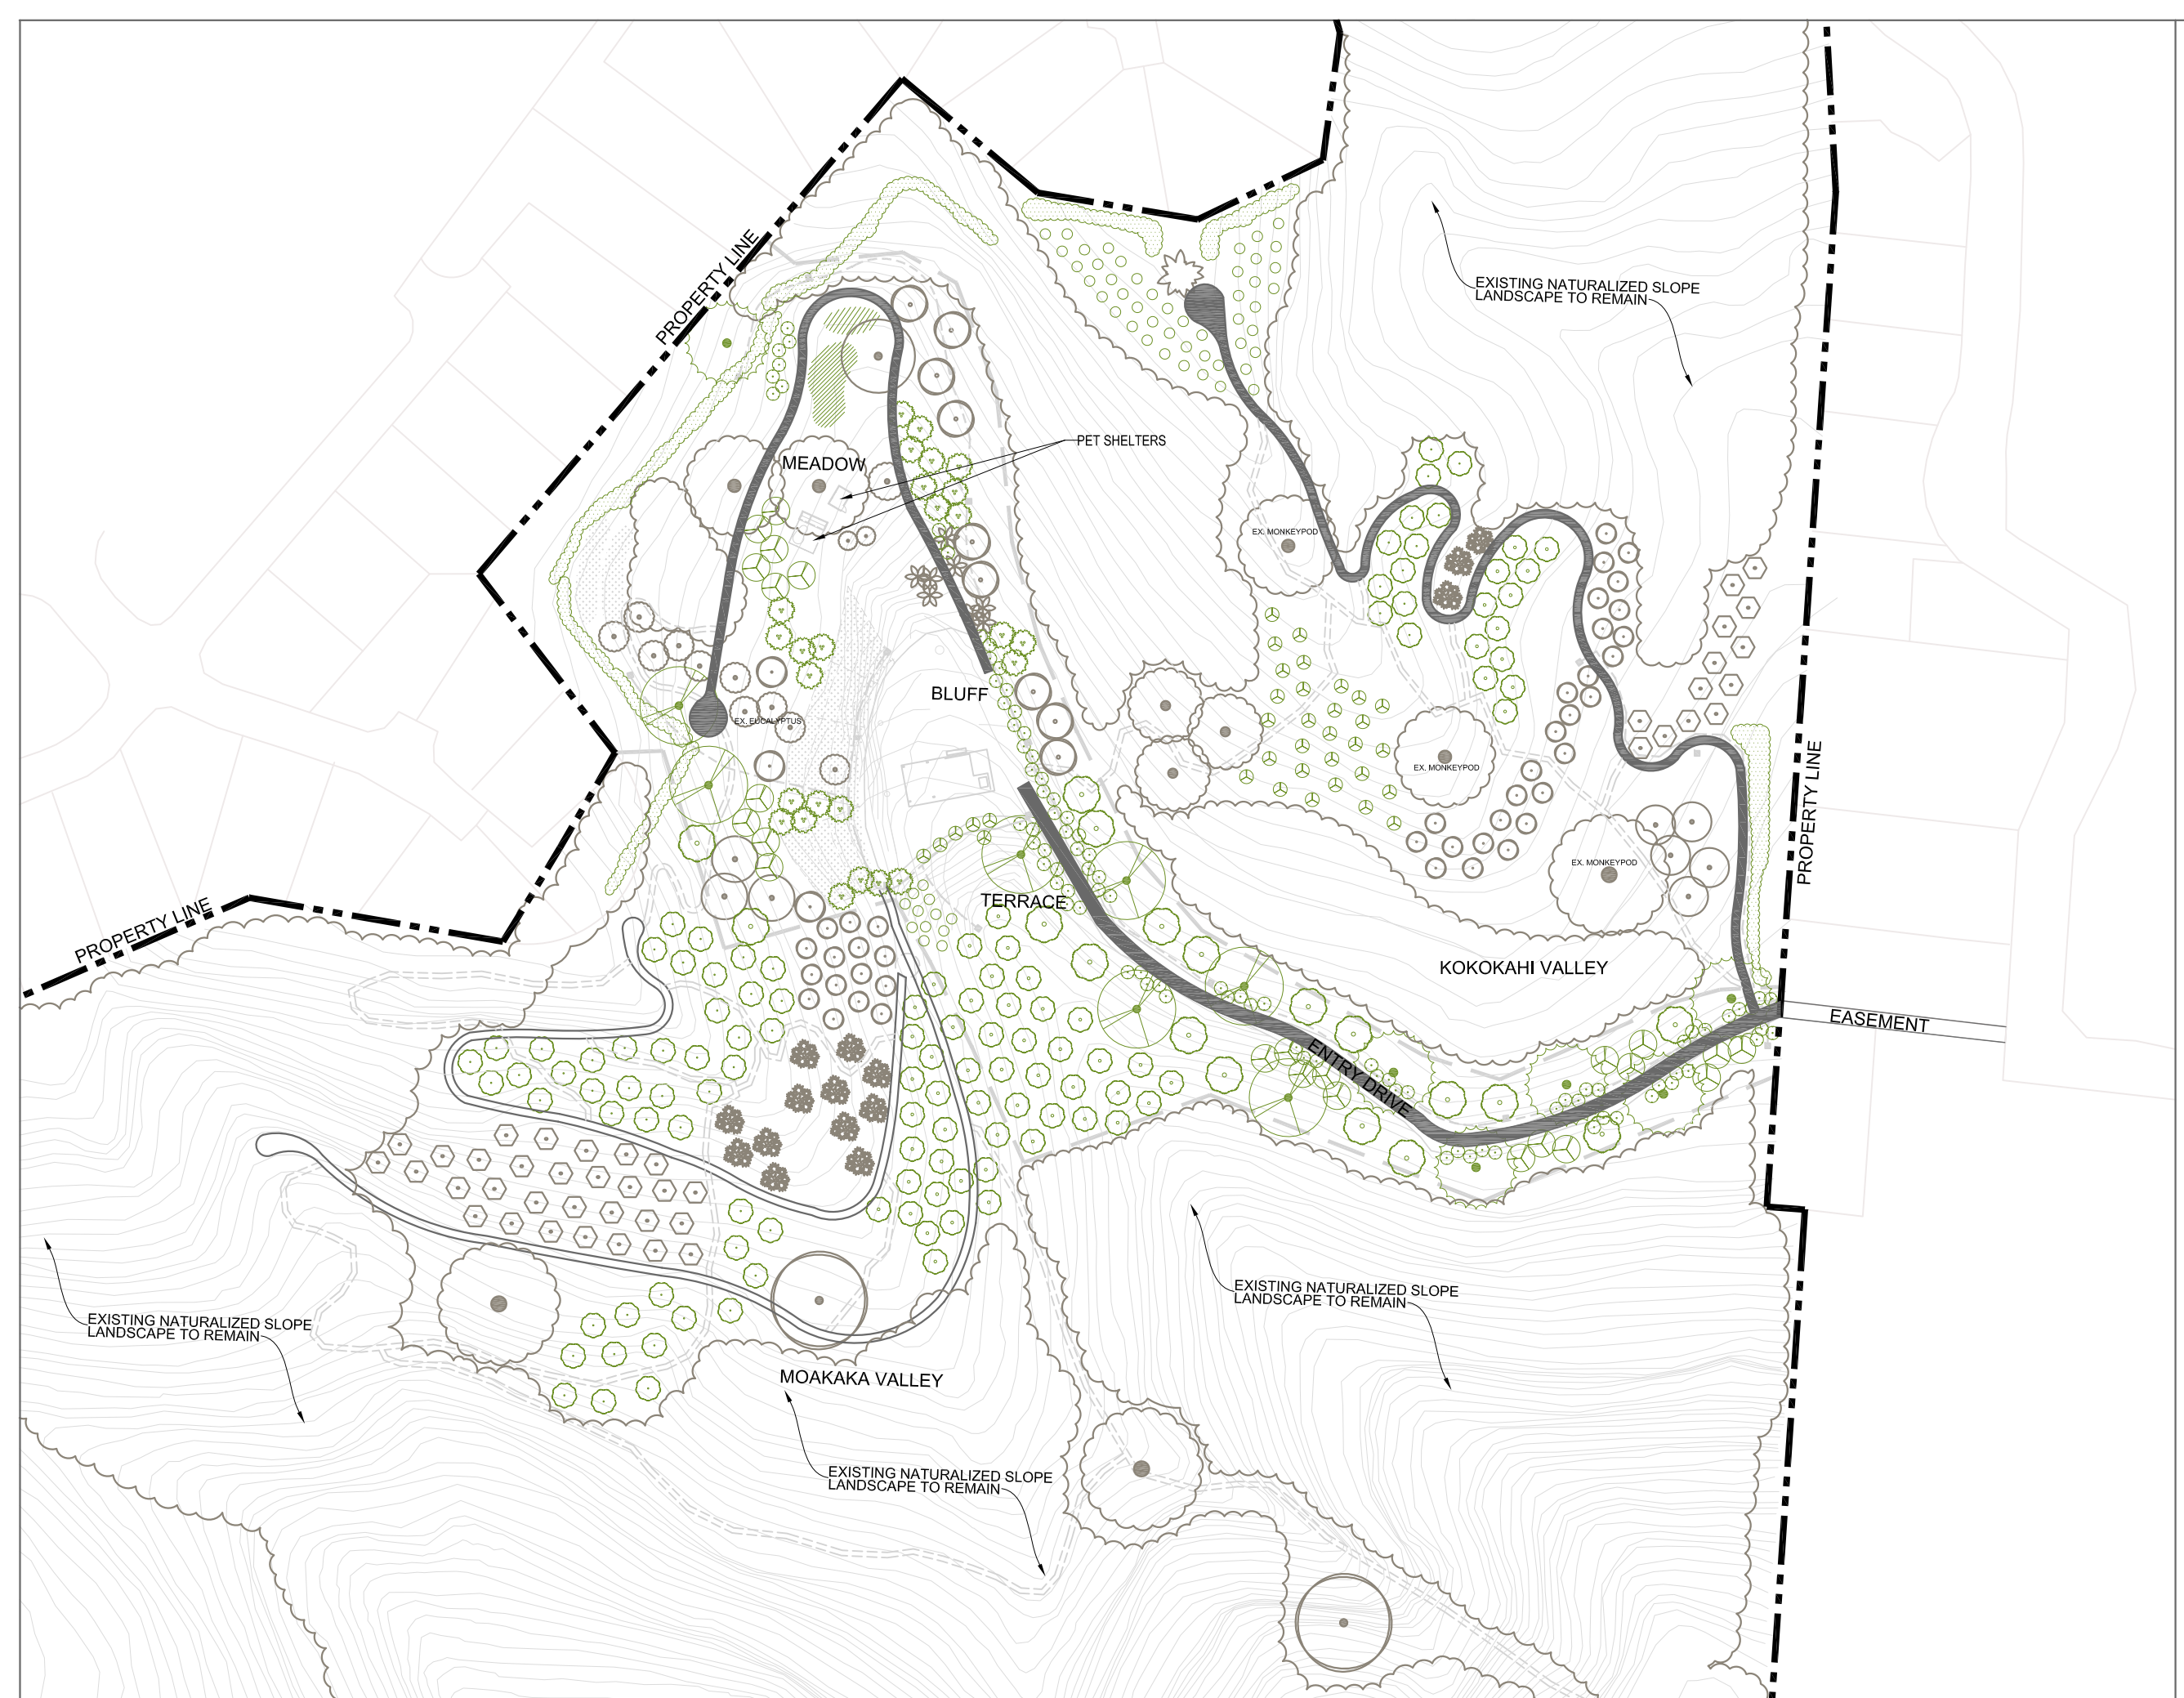 PROPERTY LINE
EXISTING NATURALIZED SLOPE
LANDSCAPE TO REMAIN
PET SHELTERS
MEADOW
EX. MONKEYPOD
BLUFF
EX. EUCALYPTUS
EX. MONKEYPOD
PROPERTY LINE
EX. MONKEYPOD
TERRACE
PROPERTY LINE
KOKOKAHI VALLEY
EASEMENT
ENTRY DRIVE
EXISTING NATURALIZED SLOPE
LANDSCAPE TO REMAIN
EXISTING NATURALIZED SLOPE
LANDSCAPE TO REMAIN
MOAKAKA VALLEY
EXISTING NATURALIZED SLOPE
LANDSCAPE TO REMAIN